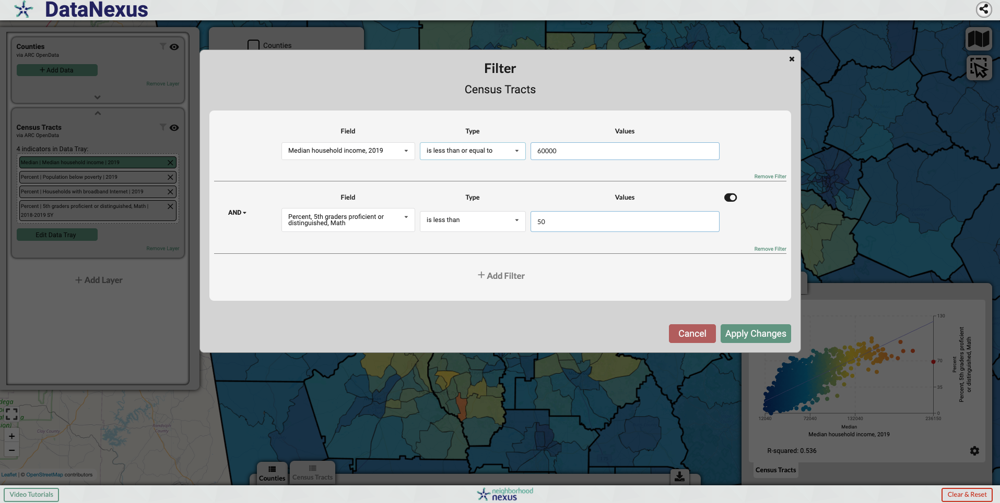 DataNexus
Counties
via ARC OpenData
+ Add Data
Remove Layer
Census Tracts
via ARC OpenData
4 indicators in Data Tray:
Median | Median household income | 2019
Percent | Population below poverty | 2019
Percent | Households with broadband Internet | 2019
Percent | 5th graders proficient or distinguished, Math |
2018-2019 SY
Edit Data Tray
Remove Layer
+ Add Layer
Counties
Filter
Census Tracts
Field Type Values
Median household income, 2019 is less than or equal to 60000
Remove Filter
Field Type Values
AND
Percent, 5th graders proficient or
distinguished, Math
is less than 50
Remove Filter
+ Add Filter
Cancel Apply Changes
130
70
35
0
12040 72040 132040 236150
Percent
Percent, 5th graders proficient
or distinguished, Math
Median
Median household income, 2019
R-squared: 0.536
Census Tracts
Clay County
Randolph
County
+
−
Leaflet | © OpenStreetMap contributors
Counties
Census Tracts
Video Tutorials
neighborhood
nexus
Clear & Reset